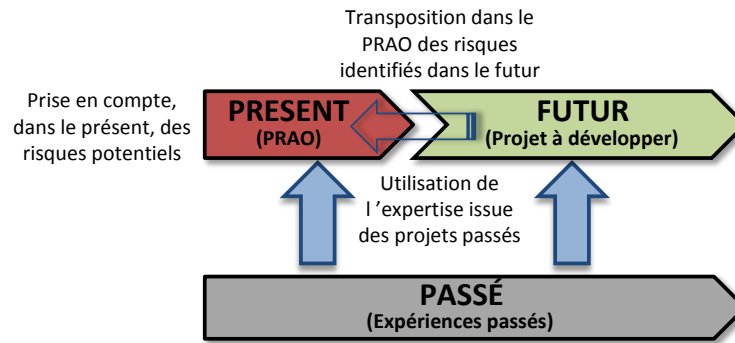 Transposition dans le
PRAO des risques
identifiés dans le futur
Prise en compte,
dans le présent, des
risques potentiels
PRESENT
(PRAO)
FUTUR
(Projet à développer)
Utilisation de
l ’expertise issue
des projets passés
PASSÉ
(Expériences passés)